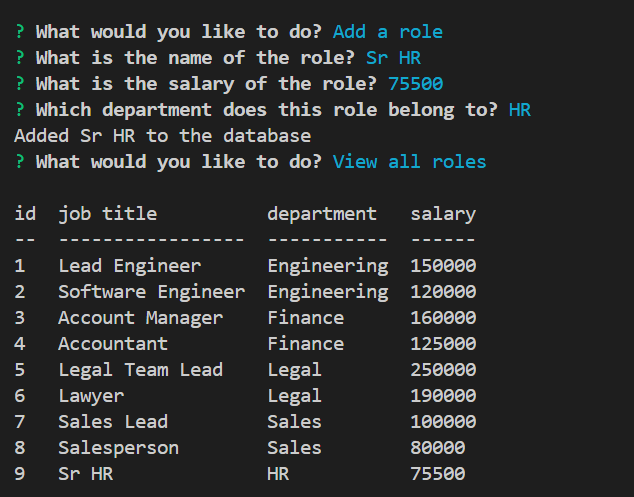 ? What would you like to do? Add a role
? What is the name of the role? Sr HR
? What is the salary of the role? 75500
? Which department does this role belong to? HR
Added Sr HR to the database
? What would you like to do? View all roles
id  job title          department   salary
--  -----------------  -----------  ------
1   Lead Engineer      Engineering  150000
2   Software Engineer  Engineering  120000
3   Account Manager    Finance      160000
4   Accountant         Finance      125000
5   Legal Team Lead    Legal        250000
6   Lawyer             Legal        190000
7   Sales Lead         Sales        100000
8   Salesperson        Sales        80000
9   Sr HR              HR           75500